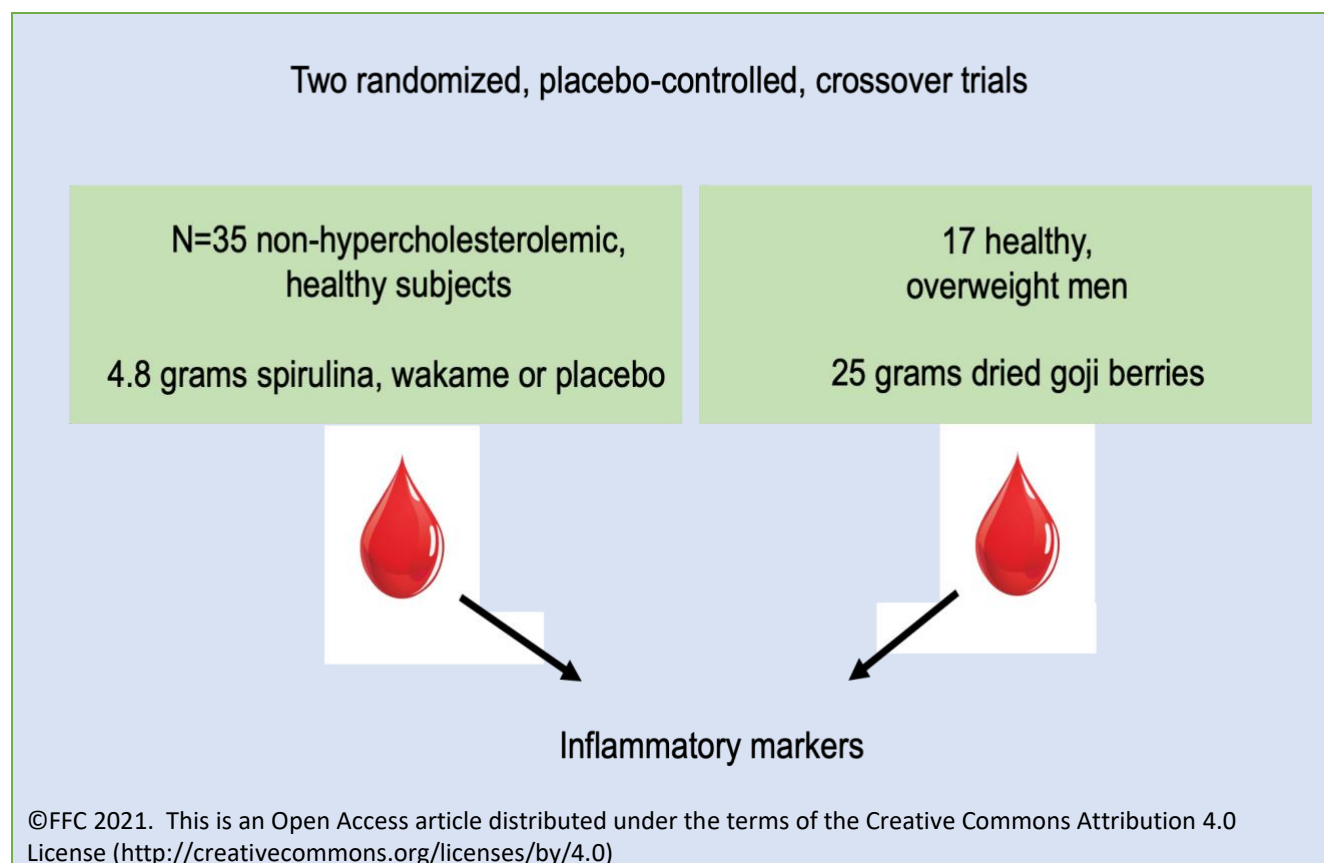 Two randomized, placebo-controlled, crossover trials
N=35 non-hypercholesterolemic,
healthy subjects
4.8 grams spirulina, wakame or placebo
17 healthy,
overweight men
25 grams dried goji berries
Inflammatory markers
©FFC 2021. This is an Open Access article distributed under the terms of the Creative Commons Attribution 4.0
License (http://creativecommons.org/licenses/by/4.0)